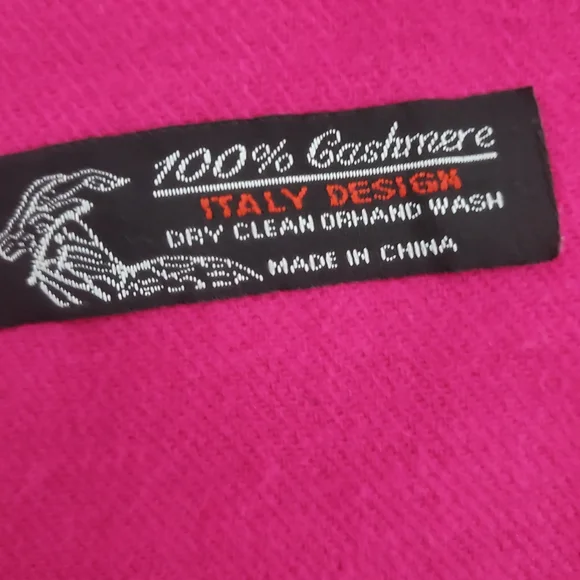 100% Cashmere
ITALY DESIGN
DRY CLEAN ORHAND WASH
MADE IN CHINA